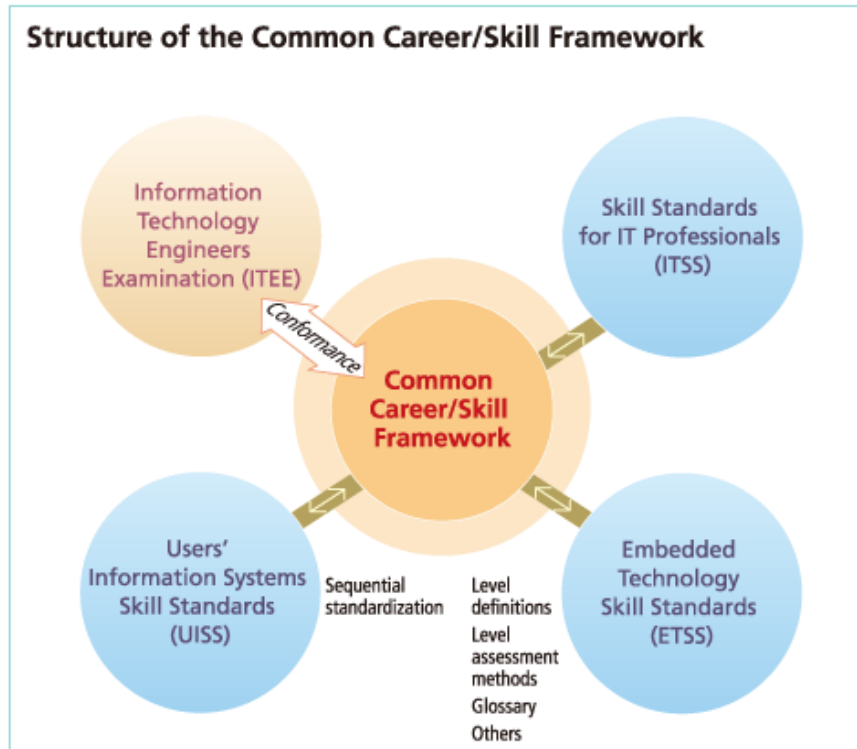 Structure of the Common Career/Skill Framework
Information
Technology
Engineers
Examination (ITEE)
Skill Standards
for IT Professionals
(ITSS)
Conformance
Common
Career/Skill
Framework
Users'
Information Systems
Skill Standards
(UISS)
Sequential
standardization
Level
definitions
Level
assessment
methods
Glossary
Others
Embedded
Technology
Skill Standards
(ETSS)